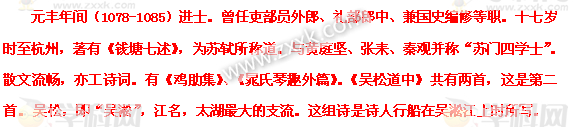 元丰年间（1078-1085）进士。曾任吏部员外郎、礼部郎中、兼国史编修等职。十七岁
时至杭州，著有《钱塘七述》，为苏轼所称道。与黄庭坚、张耒、秦观并称“苏门四学士”。
散文流畅，亦工诗词。有《鸡肋集》、《晁氏琴趣外篇》。《吴松道中》共有两首，这是第二
首。吴松，即“吴淞”，江名，太湖最大的支流。这组诗是诗人行船在吴淞江上时所写。